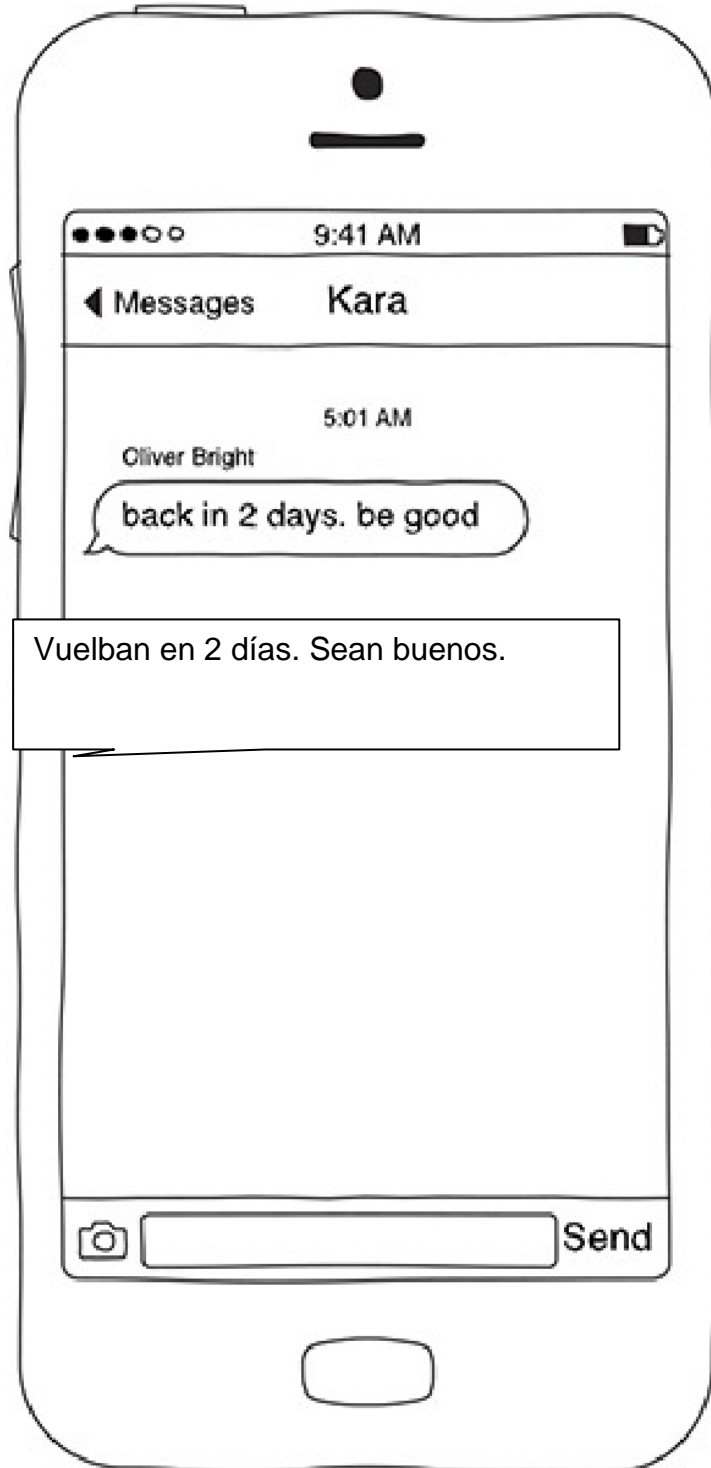 9:41 AM
Messages Kara
5:01 AM
Oliver Bright
back in 2 days. be good
Vuelban en 2 días. Sean buenos.
Send